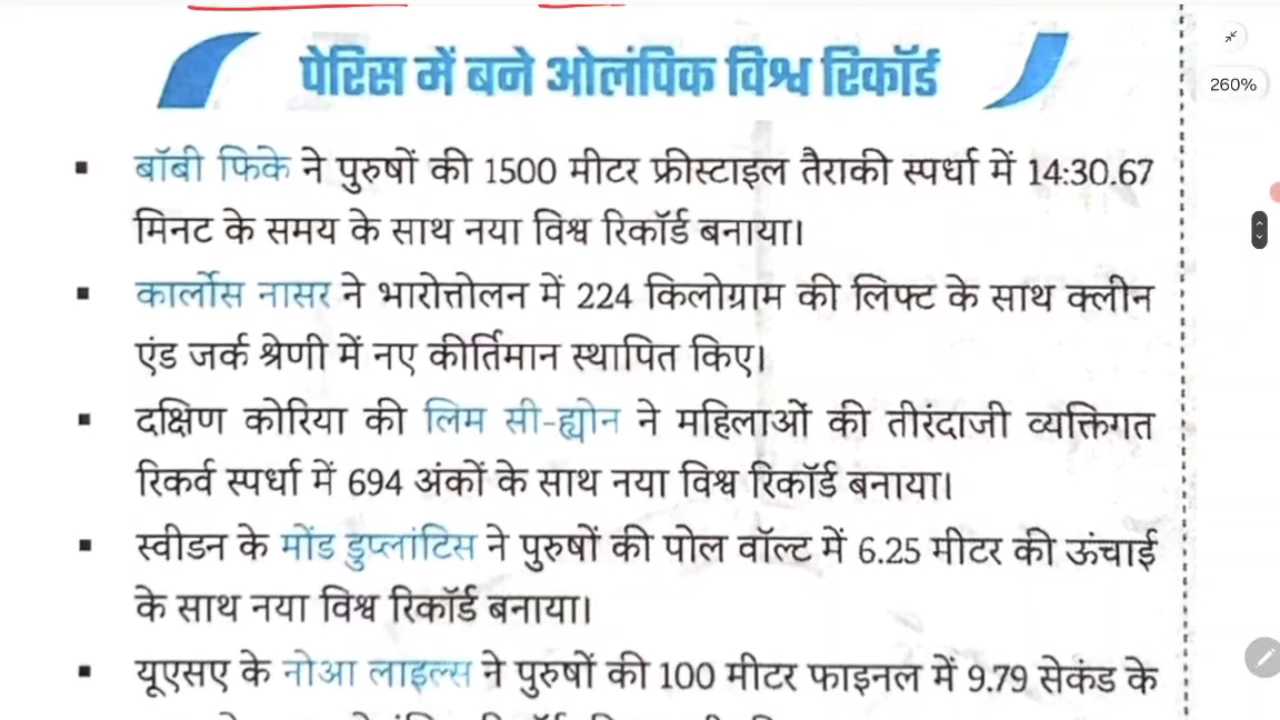 पेरिस में बने ओलंपिक विश्व रिकॉर्ड
260%
▪ बॉबी फिके ने पुरुषों की 1500 मीटर फ्रीस्टाइल तैराकी स्पर्धा में 14:30.67
मिनट के समय के साथ नया विश्व रिकॉर्ड बनाया।
▪ कार्लोस नासर ने भारोत्तोलन में 224 किलोग्राम की लिफ्ट के साथ क्लीन
एंड जर्क श्रेणी में नए कीर्तिमान स्थापित किए।
▪ दक्षिण कोरिया की लिम सी-ह्योन ने महिलाओं की तीरंदाजी व्यक्तिगत
रिकर्व स्पर्धा में 694 अंकों के साथ नया विश्व रिकॉर्ड बनाया।
▪ स्वीडन के मोंड डुप्लांटिस ने पुरुषों की पोल वॉल्ट में 6.25 मीटर की ऊंचाई
के साथ नया विश्व रिकॉर्ड बनाया।
▪ यूएसए के नोआ लाइल्स ने पुरुषों की 100 मीटर फाइनल में 9.79 सेकंड के